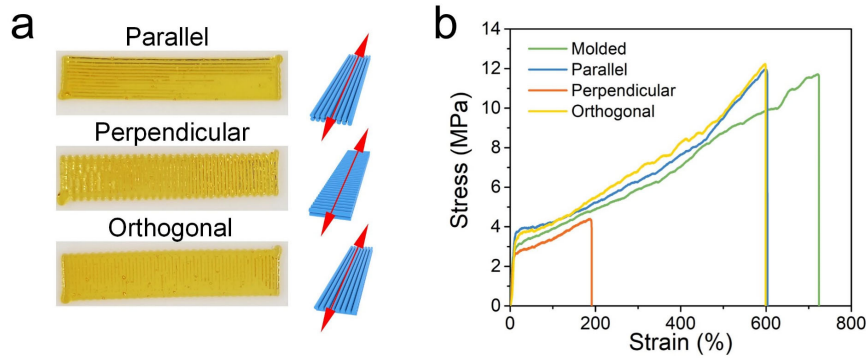 a
Parallel
Perpendicular
Orthogonal
b
Stress (MPa)
14
12
10
8
6
4
2
0
Molded
Parallel
Perpendicular
Orthogonal
0 200 400 600 800
Strain (%)